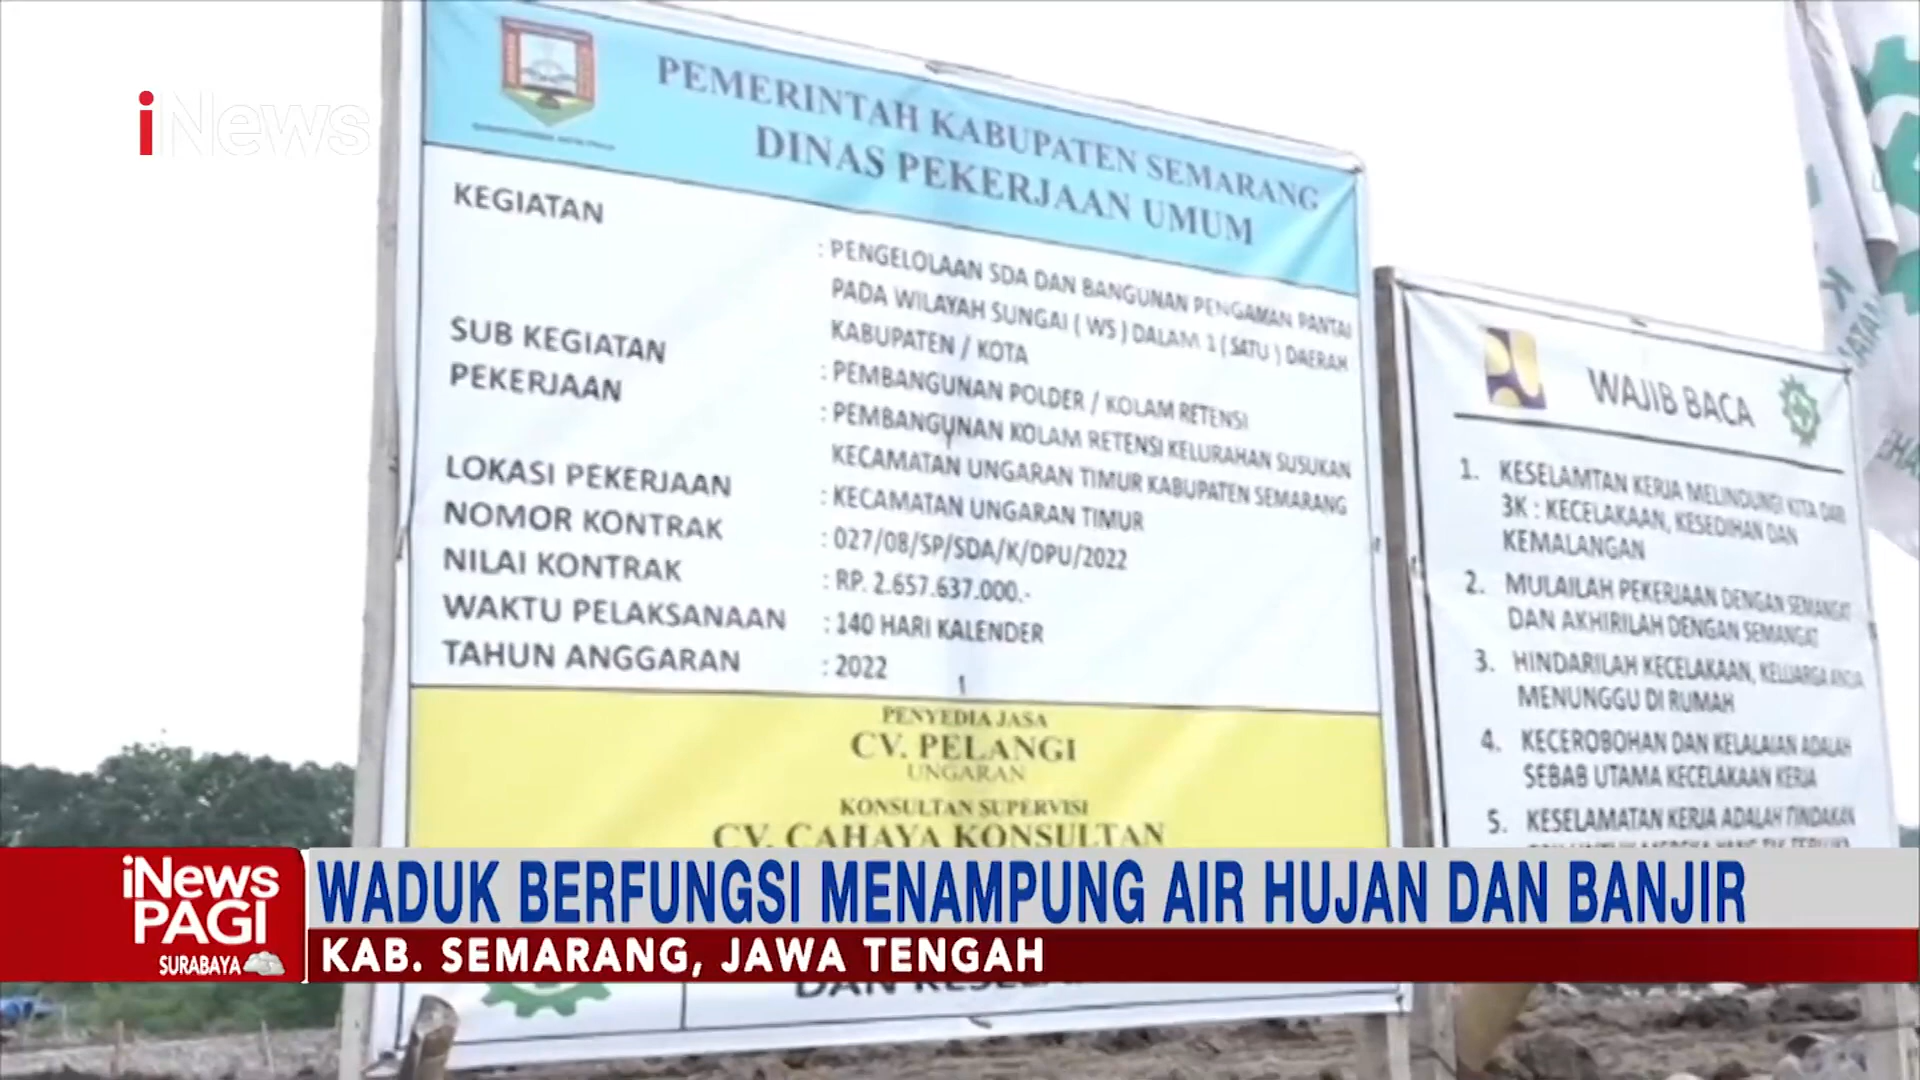 iNews
PEMERINTAH KABUPATEN SEMARANG
DINAS PEKERJAAN UMUM
KEGIATAN : PENGELOLAAN SDA DAN BANGUNAN PENGAMAN PANTAI
PADA WILAYAH SUNGAI ( WS ) DALAM 1 ( SATU ) DAERAH
KABUPATEN / KOTA
SUB KEGIATAN : PEMBANGUNAN POLDER / KOLAM RETENSI
PEKERJAAN : PEMBANGUNAN KOLAM RETENSI KELURAHAN SUSUKAN
KECAMATAN UNGARAN TIMUR KABUPATEN SEMARANG
LOKASI PEKERJAAN : KECAMATAN UNGARAN TIMUR
NOMOR KONTRAK : 027/08/SP/SDA/K/DPU/2022
NILAI KONTRAK : RP. 2.657.637.000.-
WAKTU PELAKSANAAN : 140 HARI KALENDER
TAHUN ANGGARAN : 2022
PENYEDIA JASA
CV. PELANGI
UNGARAN
KONSULTAN SUPERVISI
CV. CAHAYA KONSULTAN
WAJIB BACA
1. KESELAMTAN KERJA MELINDUNGI KITA DARI
3K : KECELAKAAN, KESEDIHAN DAN
KEMALANGAN
2. MULAILAH PEKERJAAN DENGAN SEMANGAT
DAN AKHIRILAH DENGAN SEMANGAT
3. HINDARILAH KECELAKAAN, KELUARGA ANDA
MENUNGGU DI RUMAH
4. KECEROBOHAN DAN KELALAIAN ADALAH
SEBAB UTAMA KECELAKAAN KERJA
5. KESELAMATAN KERJA ADALAH TINDAKAN
iNews
PAGI
SURABAYA
WADUK BERFUNGSI MENAMPUNG AIR HUJAN DAN BANJIR
KAB. SEMARANG, JAWA TENGAH